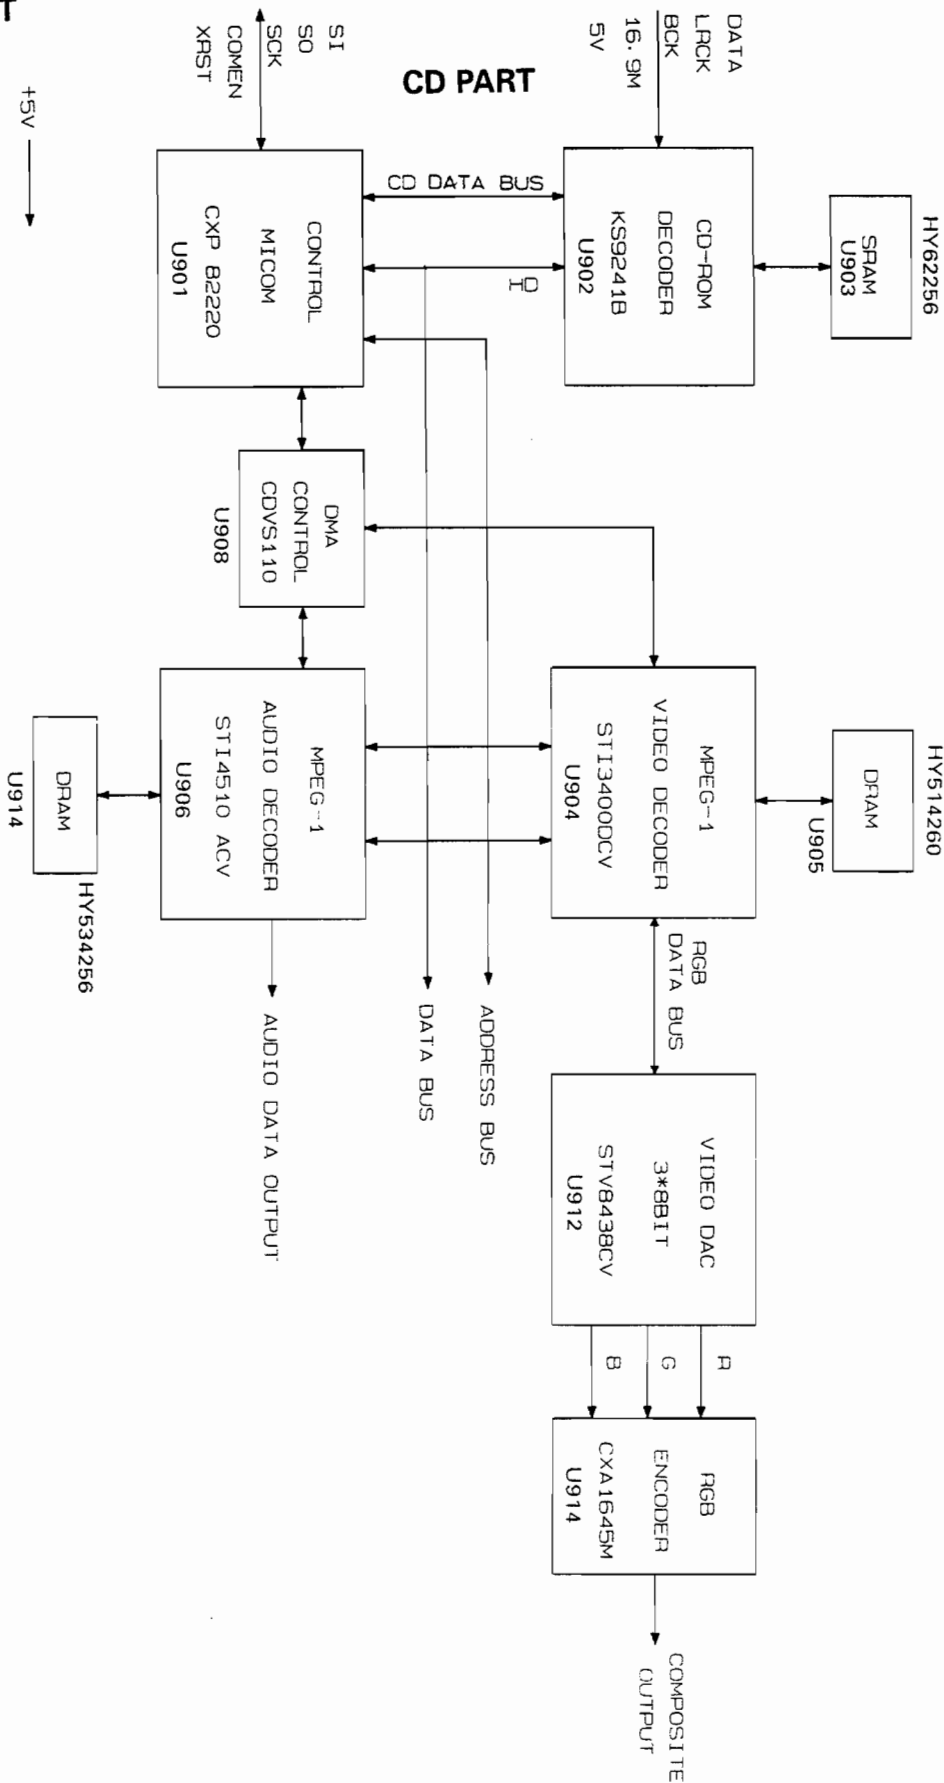 T
CD PART
DATA
LRCK
BCK
16.9M
5V
SI
SO
SCK
COMEN
XRST
+5V
HY62256
SRAM
U903
CD-ROM
DECODER
KS9241B
U902
CD DATA BUS
CONTROL
MICOM
CXP 82220
U901
DMA
CONTROL
CDVS110
U908
HY514260
DRAM
U905
MPEG-1
VIDEO DECODER
STI3400DCV
U904
MPEG-1
AUDIO DECODER
STI4510 ACV
U906
DRAM
U914
HY534256
RGB
DATA BUS
ADDRESS BUS
DATA BUS
AUDIO DATA OUTPUT
VIDEO DAC
3*8BIT
STV8438CV
U912
R
G
B
RGB
ENCODER
CXA1645M
U914
COMPOSITE
OUTPUT